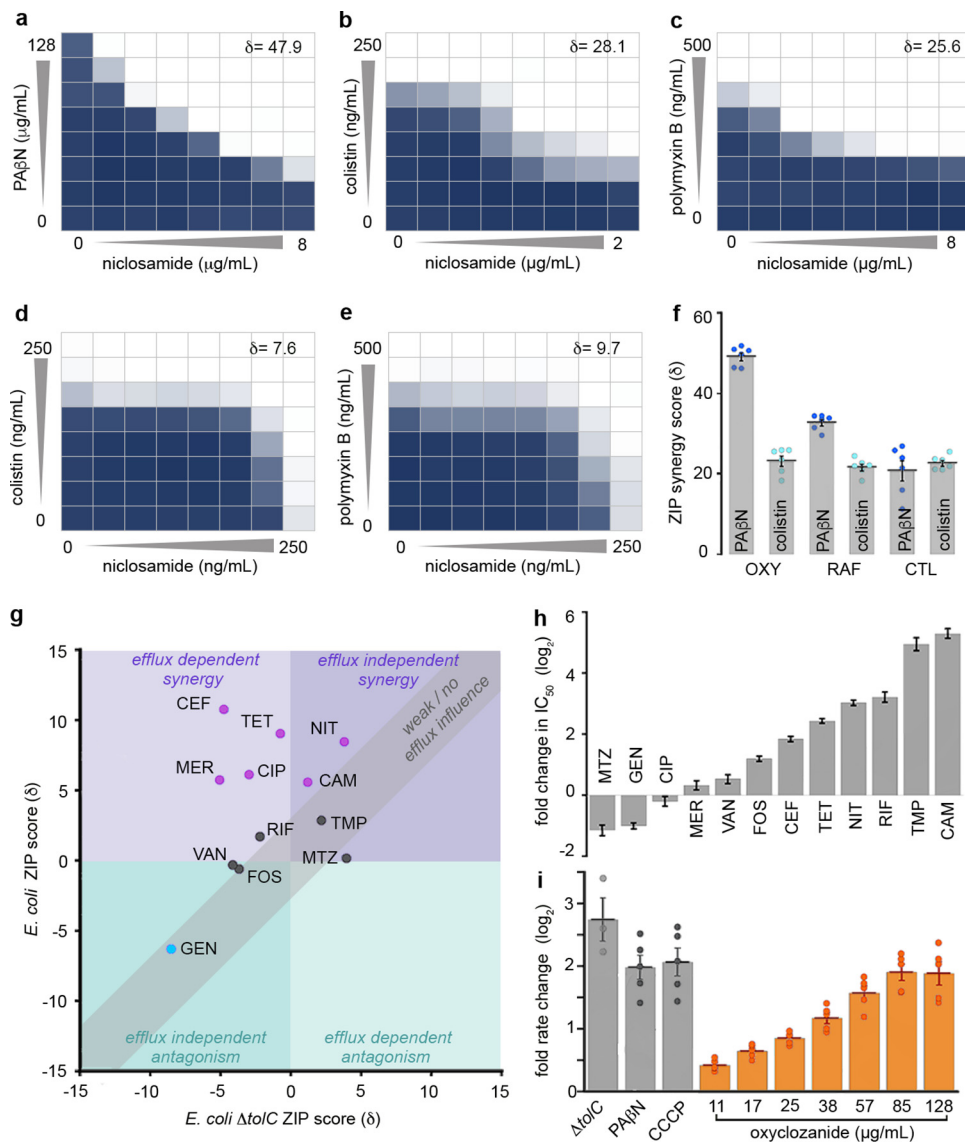 a
128
δ= 47.9
PAβN (μg/mL)
0
0
8
niclosamide (μg/mL)
b
250
δ= 28.1
colistin (ng/mL)
0
0
2
niclosamide (μg/mL)
c
500
δ= 25.6
polymyxin B (ng/mL)
0
0
8
niclosamide (μg/mL)
d
250
δ= 7.6
colistin (ng/mL)
0
0
250
niclosamide (ng/mL)
e
500
δ= 9.7
polymyxin B (ng/mL)
0
0
250
niclosamide (ng/mL)
f
60
40
20
0
ZIP synergy score (δ)
PAβN
colistin
PAβN
colistin
PAβN
colistin
OXY
RAF
CTL
g
15
10
5
0
-5
-10
-15
E. coli ZIP score (δ)
efflux dependent
synergy
efflux independent
synergy
weak / no
efflux influence
CEF
TET
NIT
MER
CIP
CAM
RIF
TMP
VAN
MTZ
FOS
GEN
efflux independent
antagonism
efflux dependent
antagonism
-15
-10
-5
0
5
10
15
E. coli ΔtolC ZIP score (δ)
h
6
4
2
0
-2
fold change in IC50 (log2)
MTZ
GEN
CIP
MER
VAN
FOS
CEF
TET
NIT
RIF
TMP
CAM
i
3
2
1
0
fold rate change (log2)
ΔtolC
PAβN
CCCP
11
17
25
38
57
85
128
oxyclozanide (μg/mL)